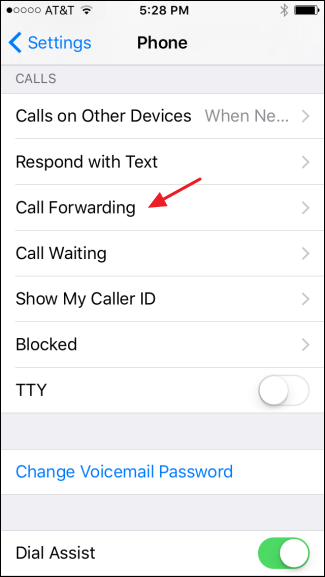 AT&T 5:28 PM
Settings Phone
CALLS
Calls on Other Devices When Ne...
Respond with Text
Call Forwarding
Call Waiting
Show My Caller ID
Blocked
TTY
Change Voicemail Password
Dial Assist